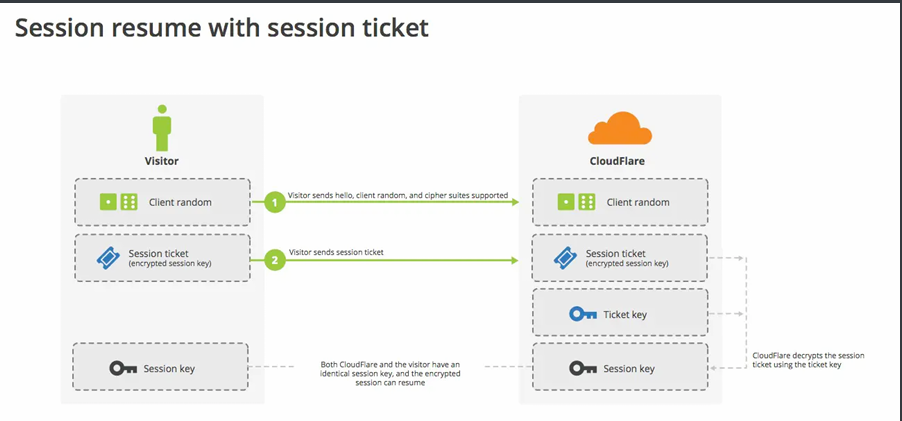 Session resume with session ticket
Visitor
CloudFlare
Client random
1
Visitor sends hello, client random, and cipher suites supported
Client random
Session ticket
(encrypted session key)
2
Visitor sends session ticket
Session ticket
(encrypted session key)
Ticket key
Session key
Both CloudFlare and the visitor have an
identical session key, and the encrypted
session can resume
Session key
CloudFlare decrypts the session
ticket using the ticket key